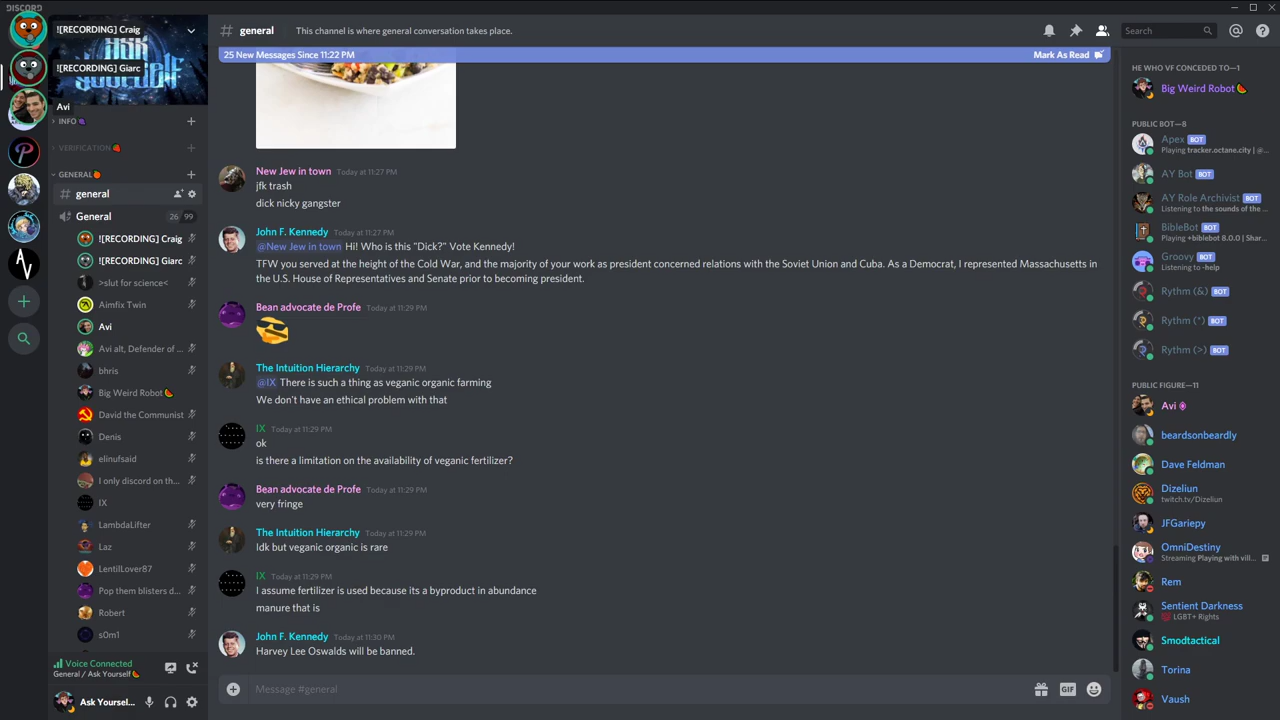 DISCORD
![RECORDING] Craig
ASK
YOURSELF
![RECORDING] Giarc
Avi
INFO
VERIFICATION
GENERAL
# general
General 26 99
![RECORDING] Craig
![RECORDING] Giarc
>slut for science<
Aimfix Twin
Avi
Avi alt, Defender of ...
bhris
Big Weird Robot
David the Communist
Denis
elinufsaid
I only discord on th...
IX
LambdaLifter
Laz
LentilLover87
Pop them blisters d...
Robert
s0m1
Voice Connected
General / Ask Yourself
Ask Yoursel...
# general This channel is where general conversation takes place.
Search
25 New Messages Since 11:22 PM Mark As Read
New Jew in town Today at 11:27 PM
jfk trash
dick nicky gangster
John F. Kennedy Today at 11:27 PM
@New Jew in town Hi! Who is this "Dick?" Vote Kennedy!
TFW you served at the height of the Cold War, and the majority of your work as president concerned relations with the Soviet Union and Cuba. As a Democrat, I represented Massachusetts in
the U.S. House of Representatives and Senate prior to becoming president.
Bean advocate de Profe Today at 11:29 PM
The Intuition Hierarchy Today at 11:29 PM
@IX There is such a thing as veganic organic farming
We don't have an ethical problem with that
IX Today at 11:29 PM
ok
is there a limitation on the availability of veganic fertilizer?
Bean advocate de Profe Today at 11:29 PM
very fringe
The Intuition Hierarchy Today at 11:29 PM
Idk but veganic organic is rare
IX Today at 11:29 PM
I assume fertilizer is used because its a byproduct in abundance
manure that is
John F. Kennedy Today at 11:30 PM
Harvey Lee Oswalds will be banned.
Message #general
GIF
HE WHO VF CONCEDED TO—1
Big Weird Robot
PUBLIC BOT—8
Apex BOT
Playing tracker.octane.city | @...
AY Bot BOT
AY Role Archivist BOT
Listening to the sounds of the ...
BibleBot BOT
Playing +biblebot 8.0.0 | Shar...
Groovy BOT
Listening to -help
Rythm (&) BOT
Rythm (*) BOT
Rythm (>) BOT
PUBLIC FIGURE—11
Avi
beardsonbeardly
Dave Feldman
Dizeliun
twitch.tv/Dizeliun
JFGariepy
OmniDestiny
Streaming Playing with vill...
Rem
Sentient Darkness
LGBT+ Rights
Smodtactical
Torina
Vaush